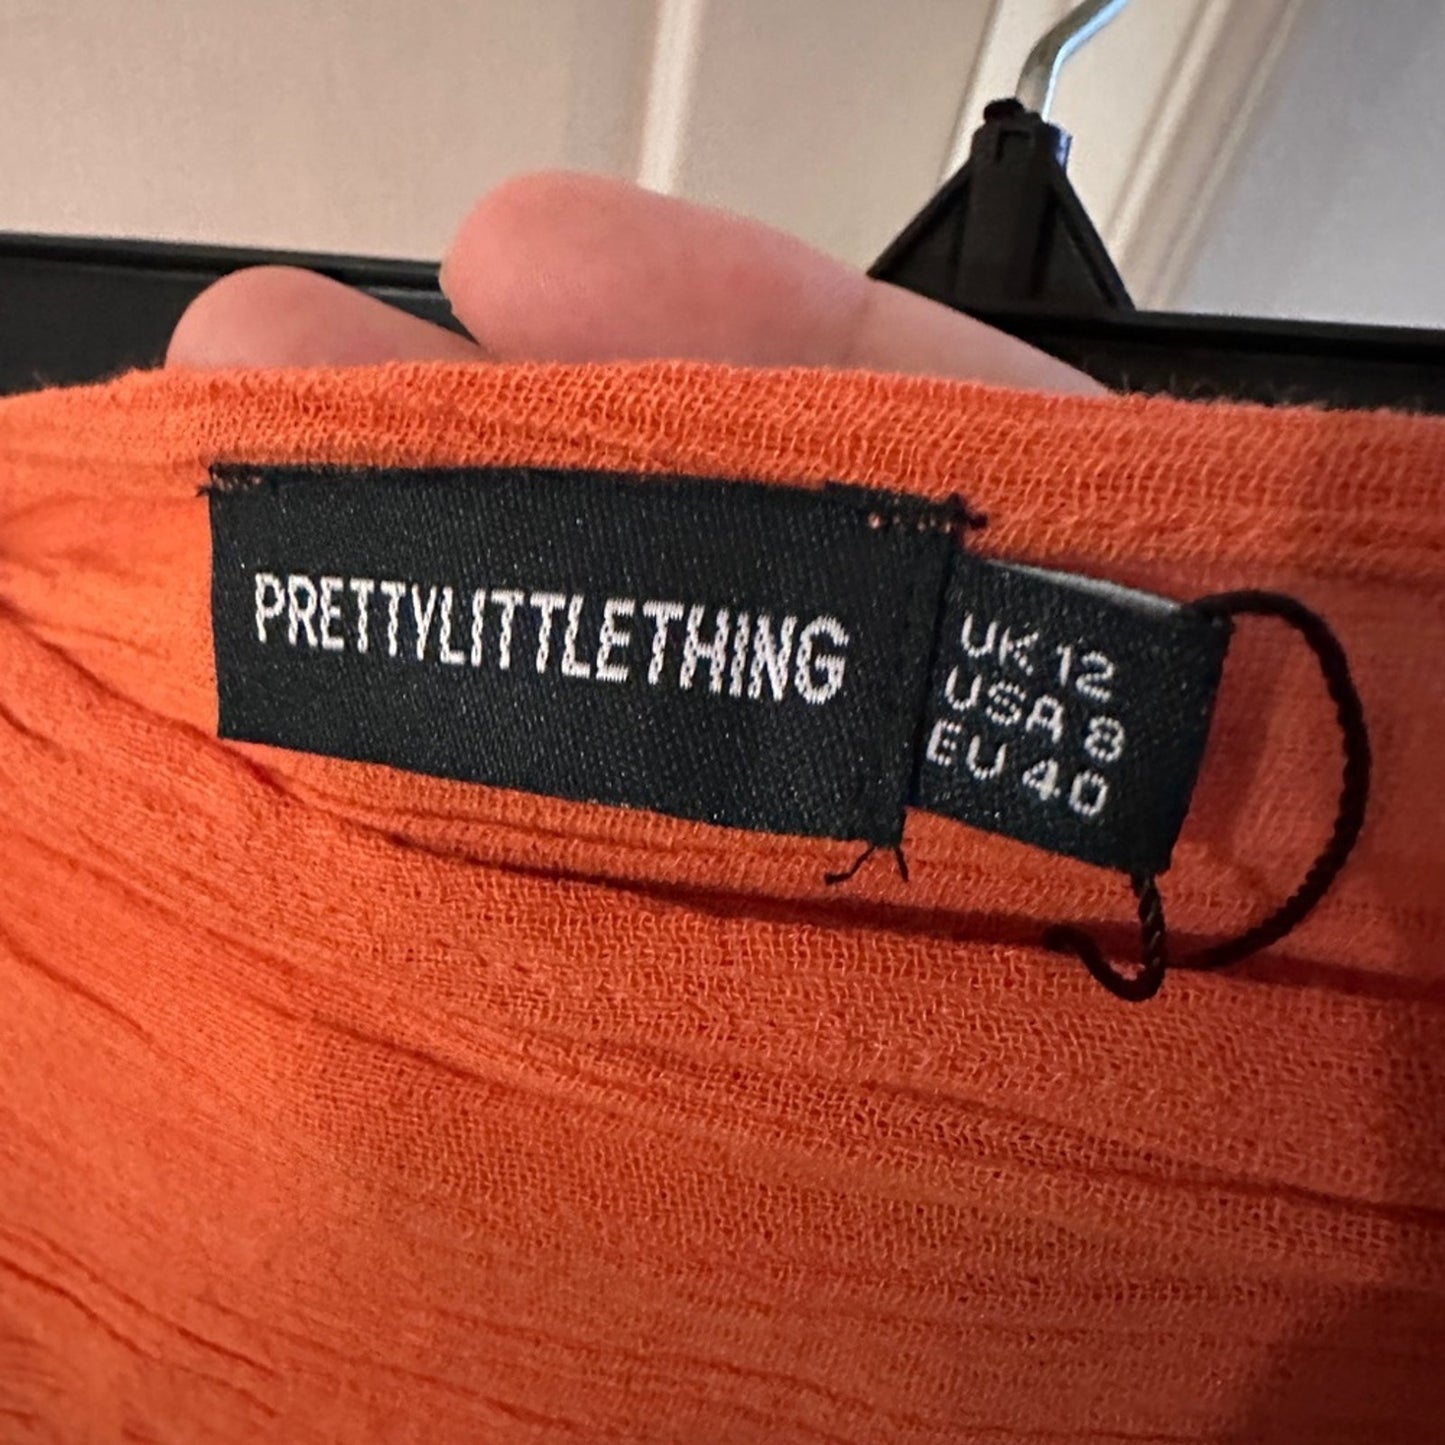 PRETTYLITTLETHING
UK 12
USA 8
EU 40